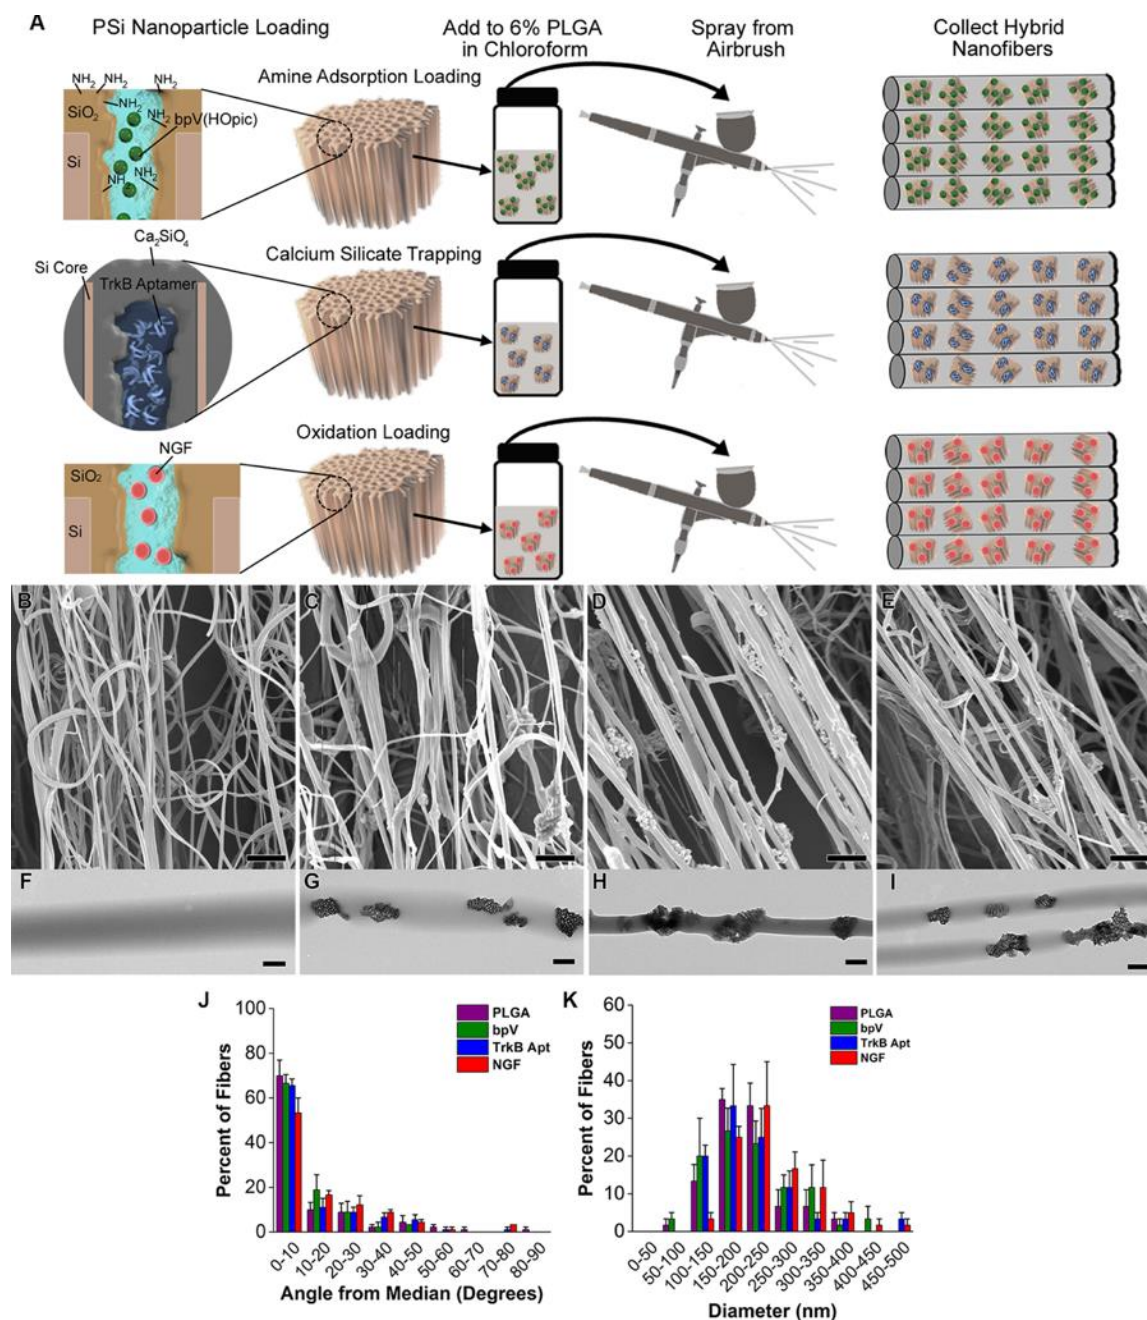 A
PSi Nanoparticle Loading
Add to 6% PLGA
in Chloroform
Spray from
Airbrush
Collect Hybrid
Nanofibers
NH2
NH2
NH2
SiO2
NH2
NH2
bpV(HOpic)
Si
NH
NH2
Amine Adsorption Loading
Ca2SiO4
Si Core
TrkB Aptamer
Calcium Silicate Trapping
NGF
SiO2
Si
Oxidation Loading
B
C
D
E
F
G
H
I
J
100
80
60
40
20
0
Percent of Fibers
PLGA
bpV
TrkB Apt
NGF
0-10
10-20
20-30
30-40
40-50
50-60
60-70
70-80
80-90
Angle from Median (Degrees)
K
60
50
40
30
20
10
0
Percent of Fibers
PLGA
bpV
TrkB Apt
NGF
0-50
50-100
100-150
150-200
200-250
250-300
300-350
350-400
400-450
450-500
Diameter (nm)